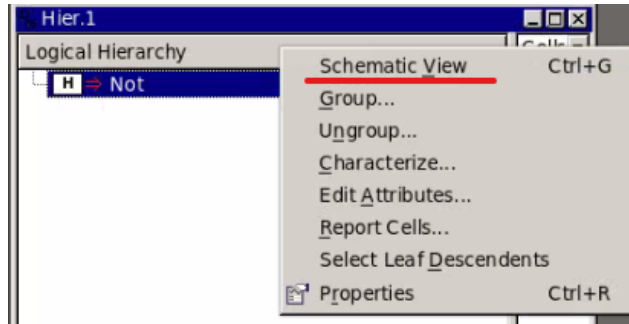 Hier.1
Logical Hierarchy
Cells
H ⇒ Not
Schematic View Ctrl+G
Group...
Ungroup...
Characterize...
Edit Attributes...
Report Cells...
Select Leaf Descendents
Properties Ctrl+R